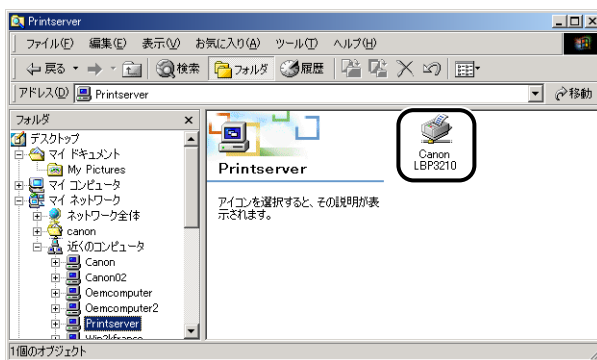 Printserver
ファイル(F) 編集(E) 表示(V) お気に入り(A) ツール(T) ヘルプ(H)
戻る 検索 フォルダ 履歴
アドレス(D) Printserver 移動
フォルダ
デスクトップ
マイ ドキュメント
My Pictures
マイ コンピュータ
マイ ネットワーク
ネットワーク全体
canon
近くのコンピュータ
Canon
Canon02
Oemcomputer
Oemcomputer2
Printserver
Win2kfrance
Printserver
アイコンを選択すると、その説明が表
示されます。
Canon
LBP3210
1個のオブジェクト